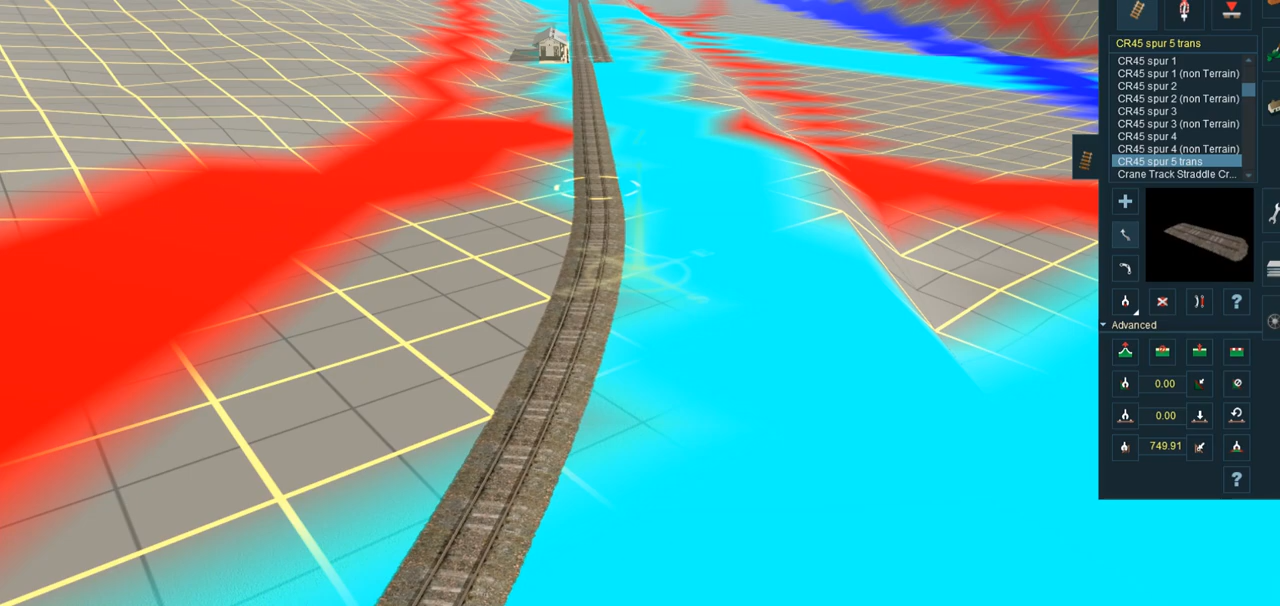 CR45 spur 5 trans
CR45 spur 1
CR45 spur 1 (non Terrain)
CR45 spur 2
CR45 spur 2 (non Terrain)
CR45 spur 3
CR45 spur 3 (non Terrain)
CR45 spur 4
CR45 spur 4 (non Terrain)
CR45 spur 5 trans
Crane Track Straddle Cr...
?
Advanced
0.00
0.00
749.91
?